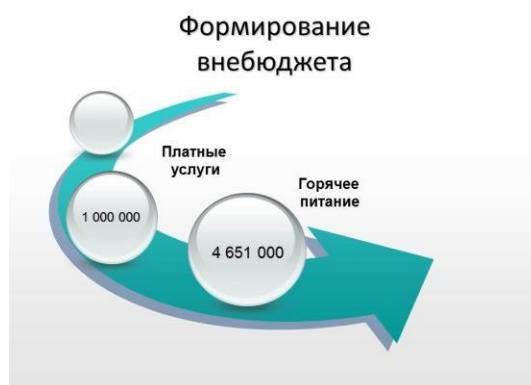 Формирование
внебюджета
Платные
услуги
1 000 000
Горячее
питание
4 651 000